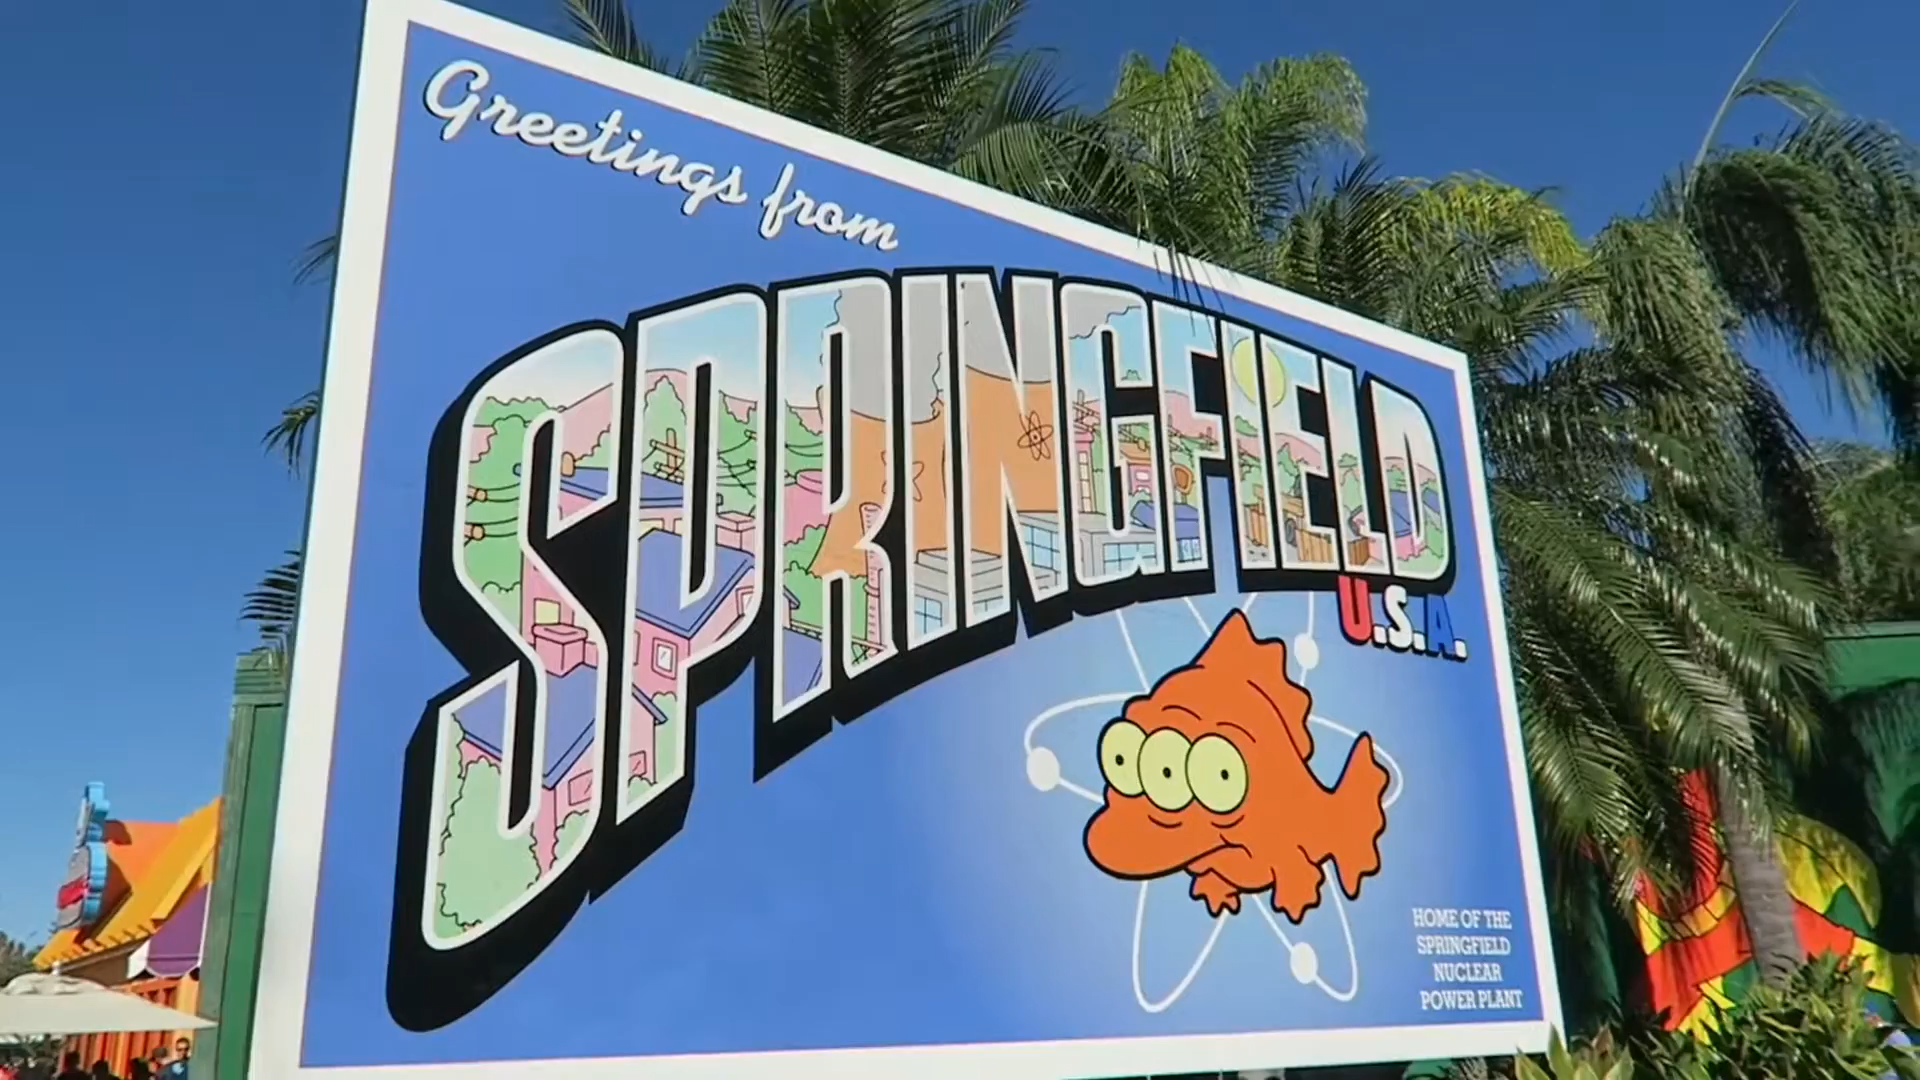 Greetings from
SPRINGFIELD
U.S.A.
HOME OF THE
SPRINGFIELD
NUCLEAR
POWER PLANT